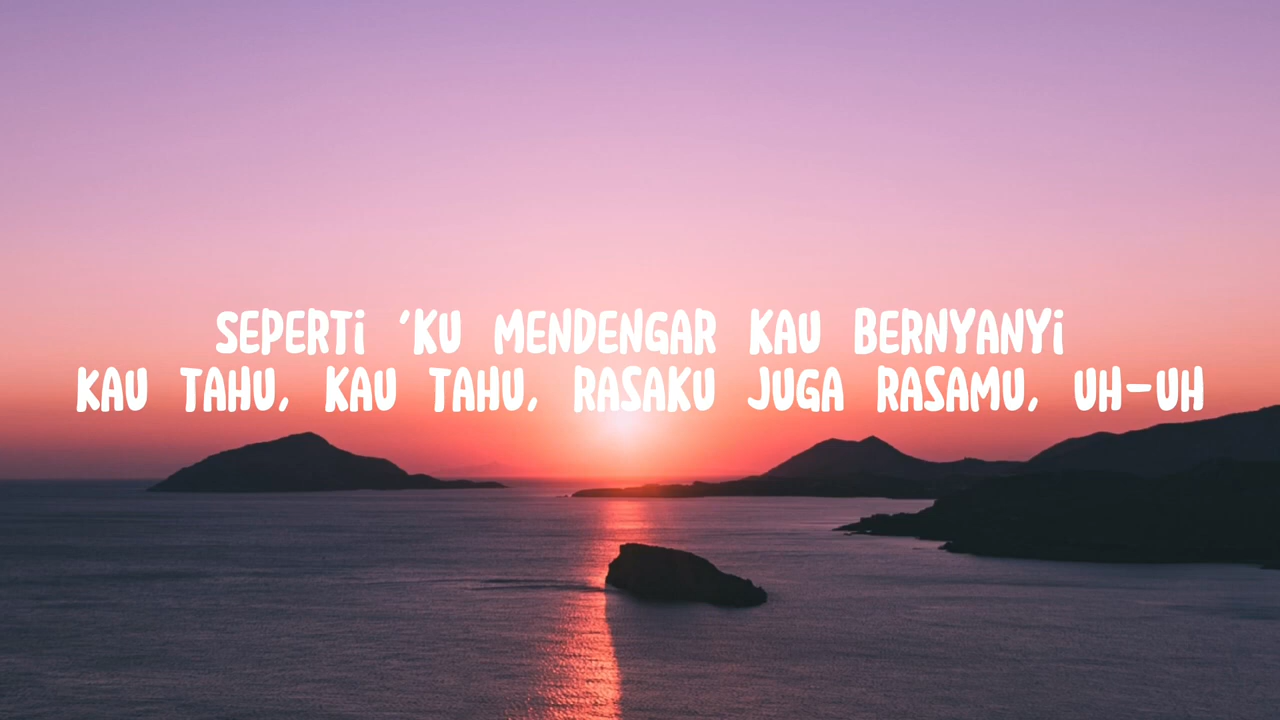 SEPERTi 'KU MENDENGAR KAU BERNYANYi
KAU TAHU, KAU TAHU, RASAKU JUGA RASAMU, UH-UH